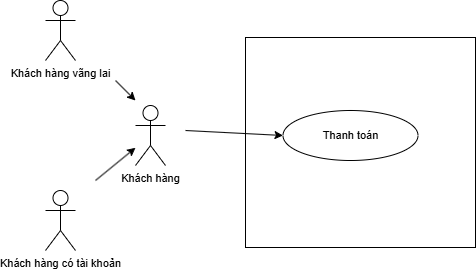 Khách hàng vãng lai
Thanh toán
Khách hàng
Khách hàng có tài khoản